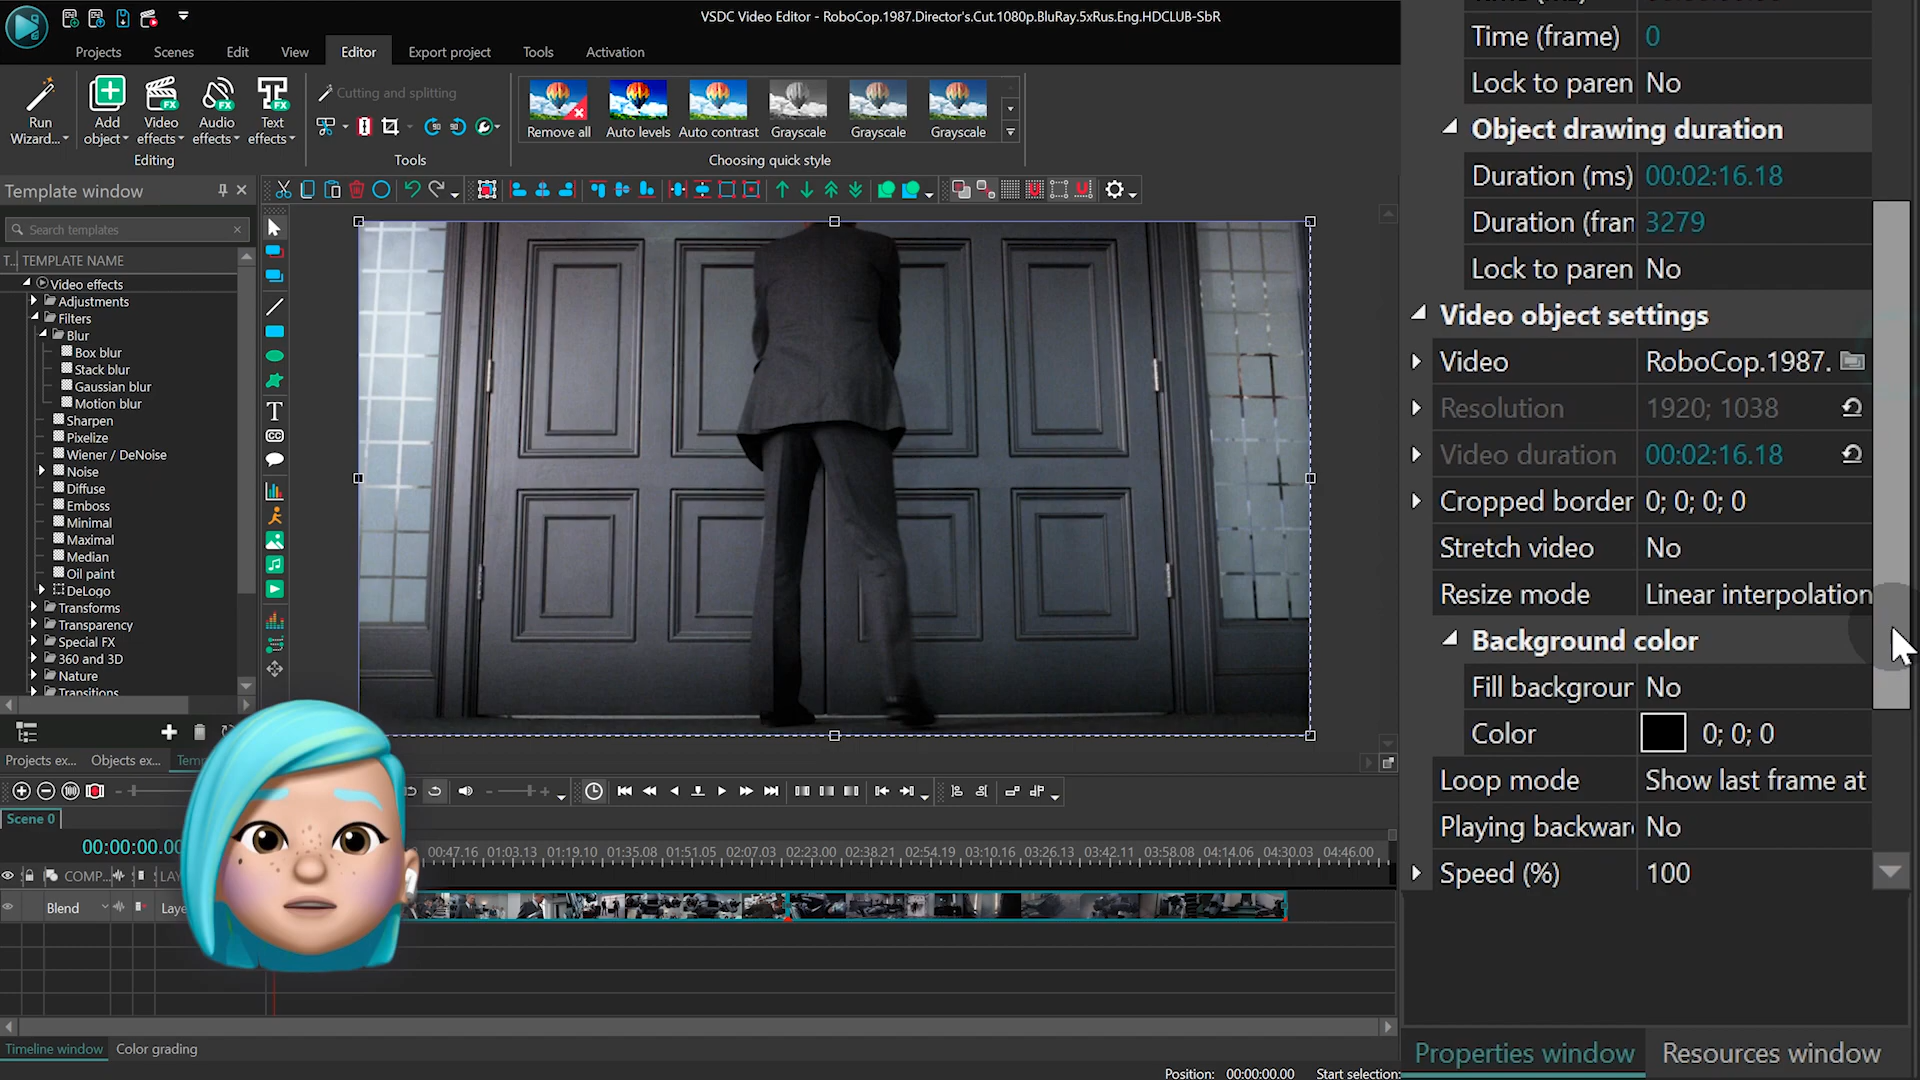 VSDC Video Editor - RoboCop.1987.Director's.Cut.1080p.BluRay.5xRus.Eng.HDCLUB-SbR
Projects
Scenes
Edit
View
Editor
Export project
Tools
Activation
Run
Wizard...
Add
object
Video
effects
Audio
effects
Text
effects
Editing
Cutting and splitting
Tools
Remove all
Auto levels
Auto contrast
Grayscale
Grayscale
Grayscale
Choosing quick style
Template window
Search templates
T...
TEMPLATE NAME
Video effects
Adjustments
Filters
Blur
Box blur
Stack blur
Gaussian blur
Motion blur
Sharpen
Pixelize
Wiener / DeNoise
Noise
Diffuse
Emboss
Minimal
Maximal
Median
Oil paint
DeLogo
Transforms
Transparency
Special FX
360 and 3D
Nature
Transitions
Projects ex...
Objects ex...
Temp
Scene 0
00:00:00.00
00:47.16
01:03.13
01:19.10
01:35.08
01:51.05
02:07.03
02:23.00
02:38.21
02:54.19
03:10.16
03:26.13
03:42.11
03:58.08
04:14.06
04:30.03
04:46.00
COMP...
LAY
Blend
Laye
Timeline window
Color grading
Position: 00:00:00.00
Start selection:
Time (frame) 0
Lock to paren No
Object drawing duration
Duration (ms) 00:02:16.18
Duration (fran 3279
Lock to paren No
Video object settings
Video RoboCop.1987.
Resolution 1920; 1038
Video duration 00:02:16.18
Cropped border 0; 0; 0; 0
Stretch video No
Resize mode Linear interpolation
Background color
Fill backgrour No
Color 0; 0; 0
Loop mode Show last frame at
Playing backwar No
Speed (%) 100
Properties window
Resources window